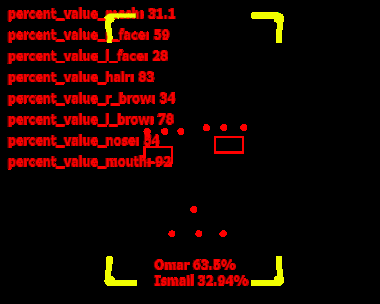 percent_value_mask: 31.1
percent_value_r_face: 59
percent_value_l_face: 28
percent_value_hair: 83
percent_value_r_brow: 34
percent_value_l_brow: 78
percent_value_nose: 84
percent_value_mouth: 92
Omar 63.5%
Ismail 32.94%